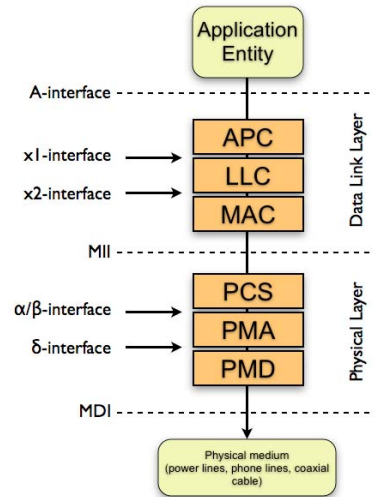 Application
Entity
A-interface
APC
x1-interface
LLC
x2-interface
MAC
Data Link Layer
MII
PCS
α/β-interface
PMA
δ-interface
PMD
Physical Layer
MDI
Physical medium
(power lines, phone lines, coaxial
cable)